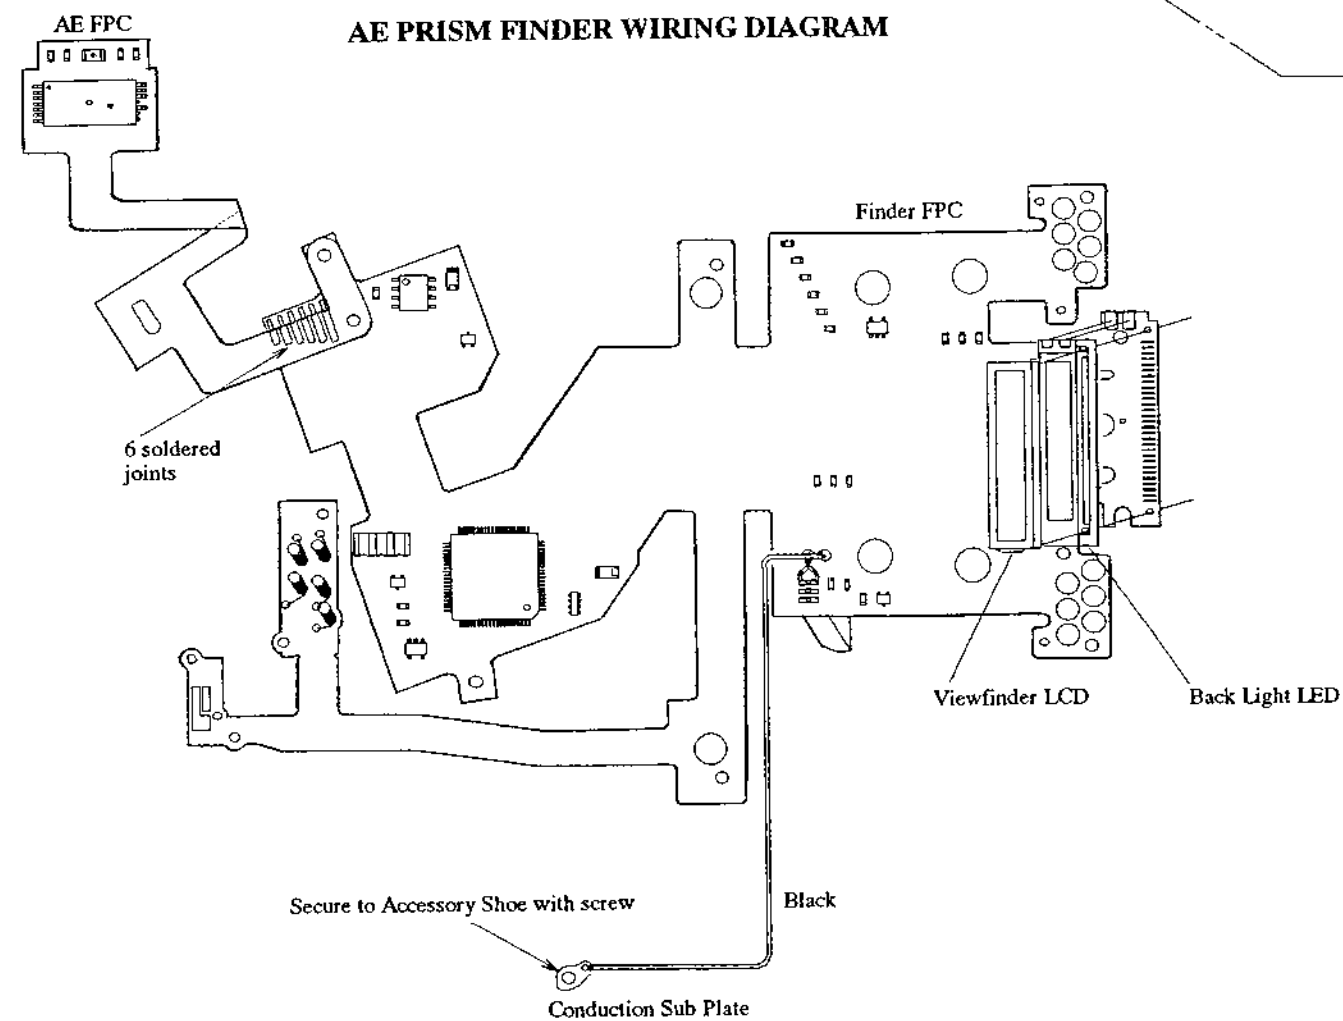 AE FPC
AE PRISM FINDER WIRING DIAGRAM
Finder FPC
6 soldered
joints
Viewfinder LCD
Back Light LED
Secure to Accessory Shoe with screw
Black
Conduction Sub Plate